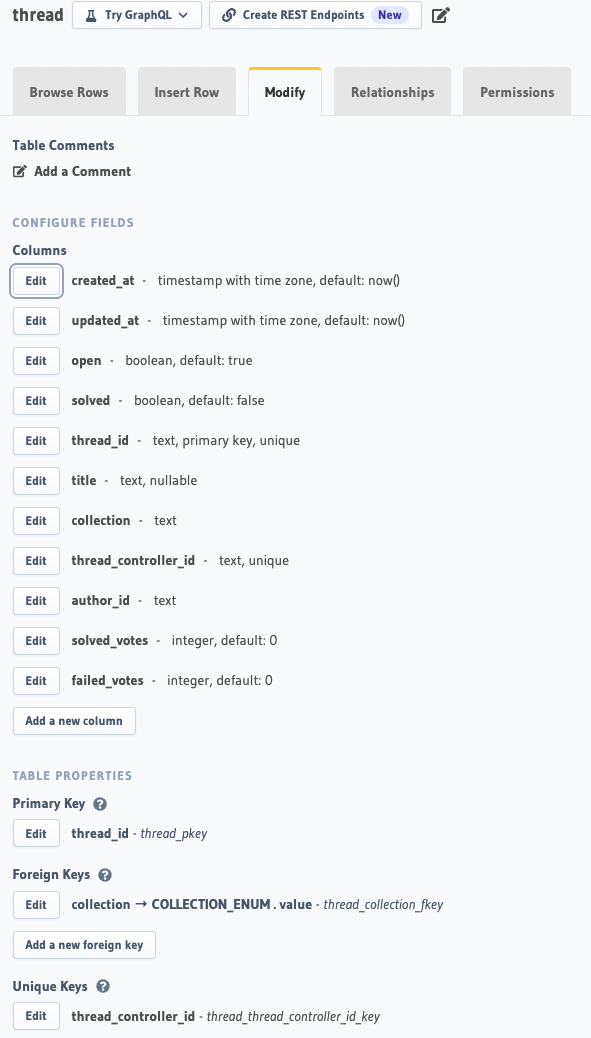 thread Try GraphQL Create REST Endpoints New
Browse Rows Insert Row Modify Relationships Permissions
Table Comments
Add a Comment
CONFIGURE FIELDS
Columns
Edit created_at - timestamp with time zone, default: now()
Edit updated_at - timestamp with time zone, default: now()
Edit open - boolean, default: true
Edit solved - boolean, default: false
Edit thread_id - text, primary key, unique
Edit title - text, nullable
Edit collection - text
Edit thread_controller_id - text, unique
Edit author_id - text
Edit solved_votes - integer, default: 0
Edit failed_votes - integer, default: 0
Add a new column
TABLE PROPERTIES
Primary Key ?
Edit thread_id - thread_pkey
Foreign Keys ?
Edit collection → COLLECTION_ENUM . value - thread_collection_fkey
Add a new foreign key
Unique Keys ?
Edit thread_controller_id - thread_thread_controller_id_key